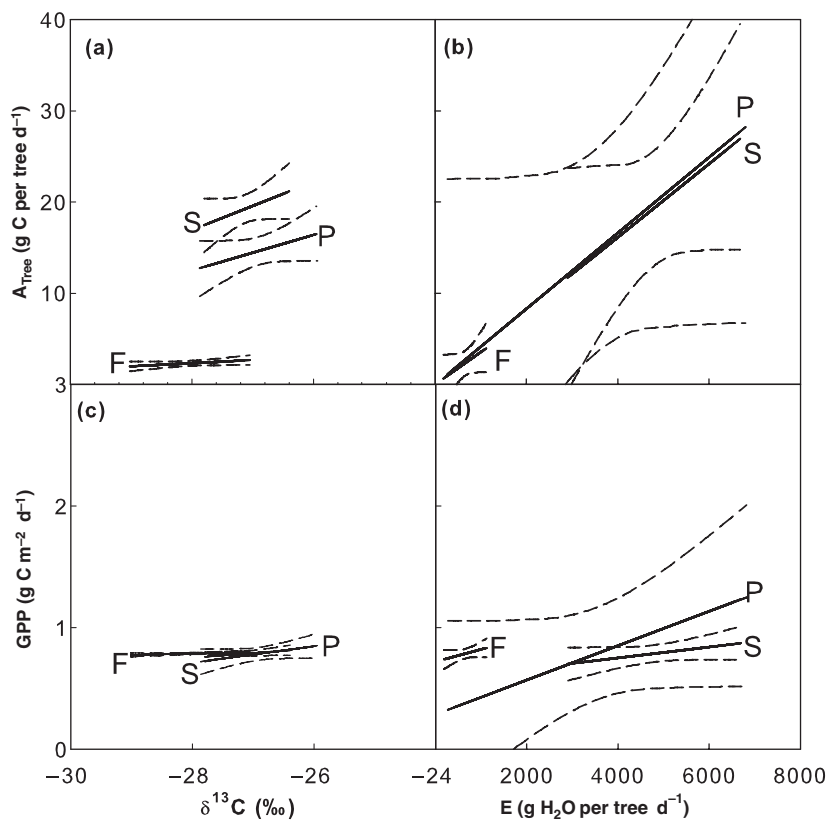 40
(a)
(b)
P
30
S
A_Tree (g C per tree d⁻¹)
S
20
P
10
F
F
3
(c)
(d)
2
GPP (g C m⁻² d⁻¹)
P
1
F
P
F
S
S
0
−30
−28
−26
−24
2000
4000
6000
8000
δ¹³C (‰)
E (g H₂O per tree d⁻¹)